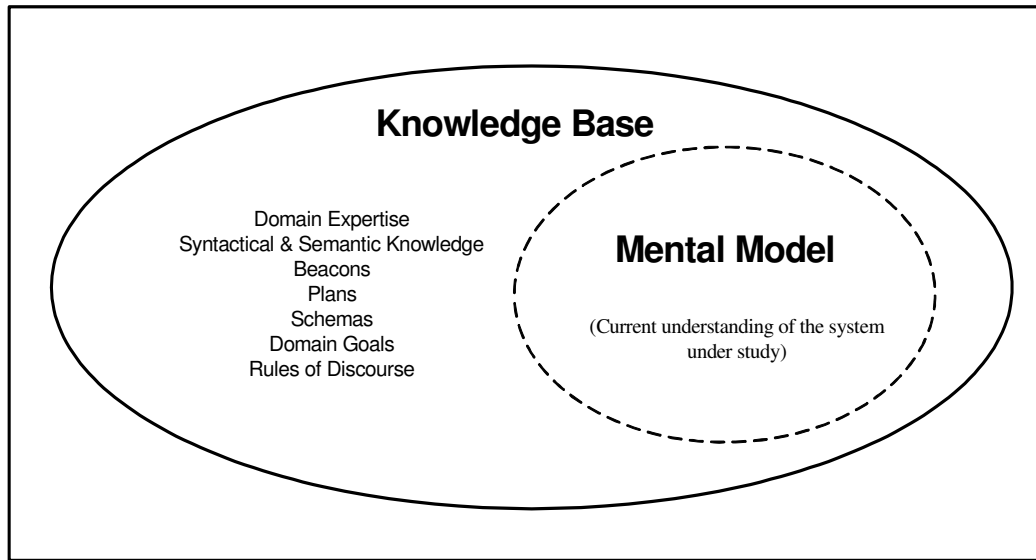 Knowledge Base
Domain Expertise
Syntactical & Semantic Knowledge
Beacons
Plans
Schemas
Domain Goals
Rules of Discourse
Mental Model
(Current understanding of the system
under study)